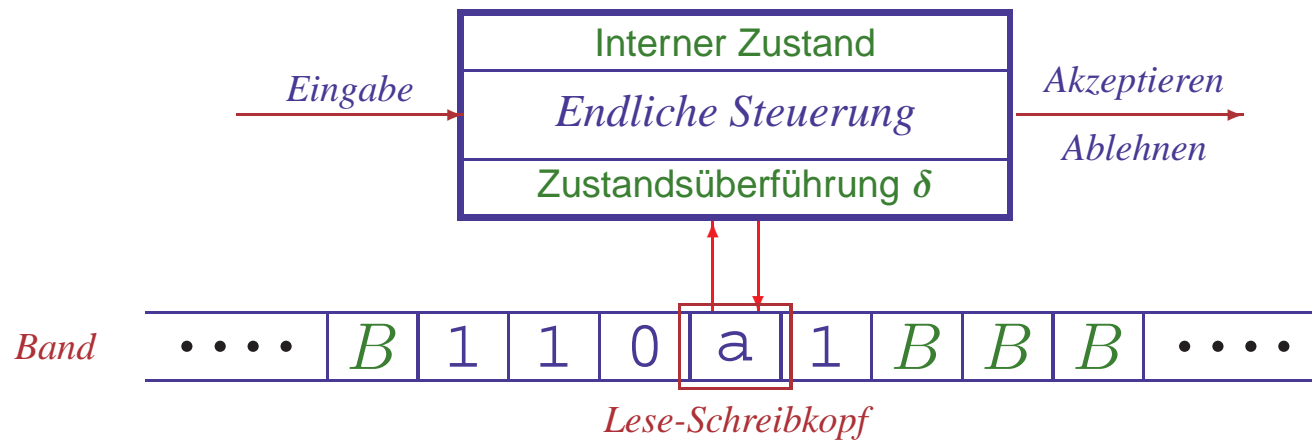 Interner Zustand
Eingabe
Endliche Steuerung
Akzeptieren
Ablehnen
Zustandsüberführung δ
Band
···· B 1 1 0 a 1 B B B ····
Lese-Schreibkopf